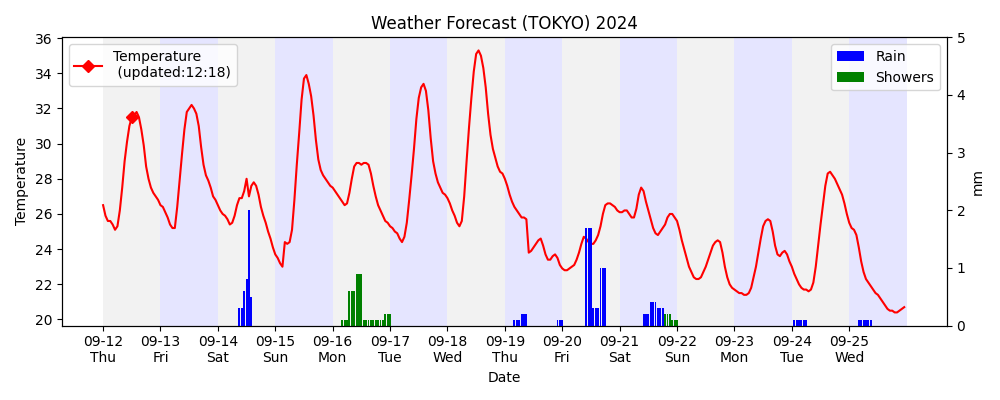 Weather Forecast (TOKYO) 2024
Temperature
(updated:12:18)
Rain
Showers
36
34
32
30
28
26
24
22
20
Temperature
5
4
3
2
1
0
mm
09-12 09-13 09-14 09-15 09-16 09-17 09-18 09-19 09-20 09-21 09-22 09-23 09-24 09-25
Thu Fri Sat Sun Mon Tue Wed Thu Fri Sat Sun Mon Tue Wed
Date